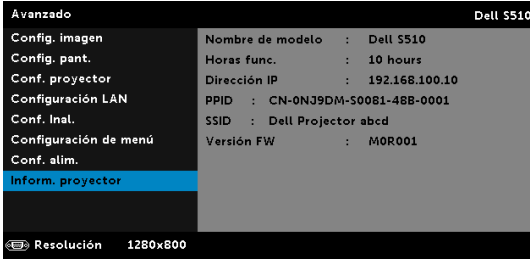 Avanzado Dell S510
Config. imagen
Config. pant.
Conf. proyector
Configuración LAN
Conf. Inal.
Configuración de menú
Conf. alim.
Inform. proyector
Nombre de modelo : Dell S510
Horas func. : 10 hours
Dirección IP : 192.168.100.10
PPID : CN-0NJ9DM-S0081-48B-0001
SSID : Dell Projector abcd
Versión FW : M0R001
Resolución 1280x800